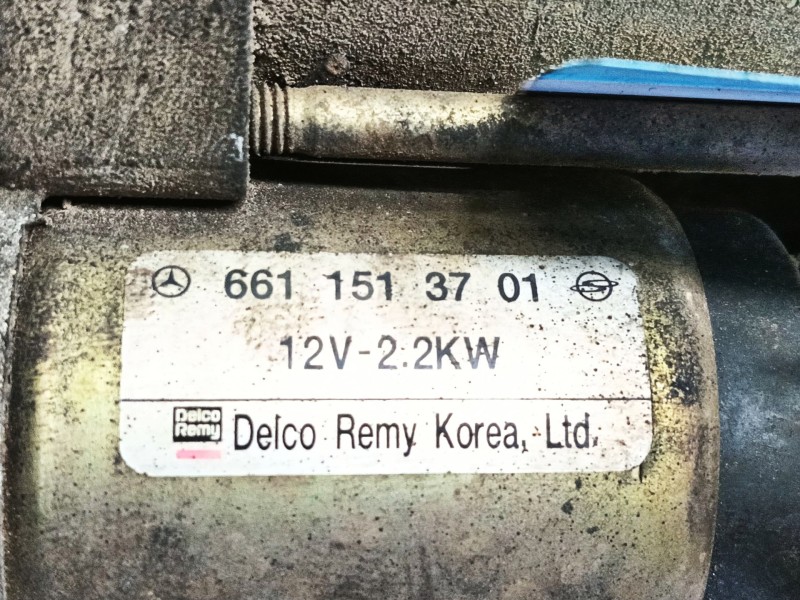 661 151 37 01
12V-2.2KW
Delco Remy Delco Remy Korea, Ltd.